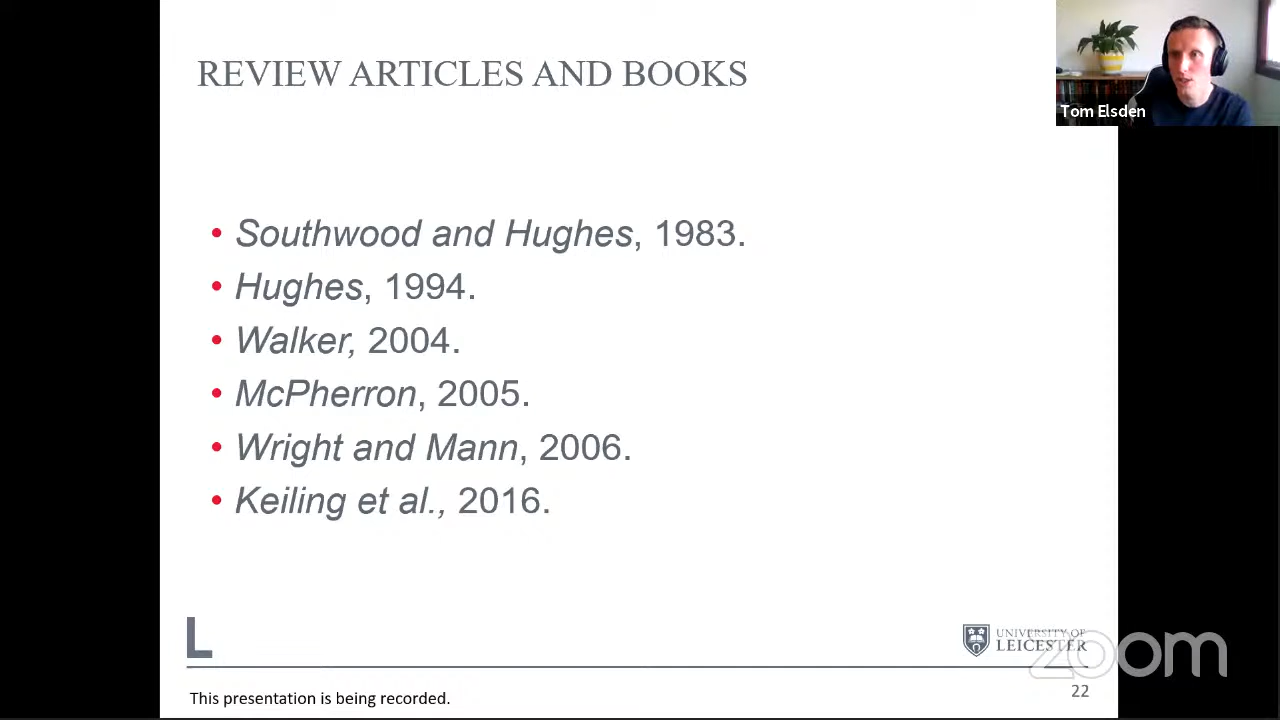 REVIEW ARTICLES AND BOOKS
Tom Elsden
• Southwood and Hughes, 1983.
• Hughes, 1994.
• Walker, 2004.
• McPherron, 2005.
• Wright and Mann, 2006.
• Keiling et al., 2016.
L
UNIVERSITY OF
LEICESTER
zoom
This presentation is being recorded.
22